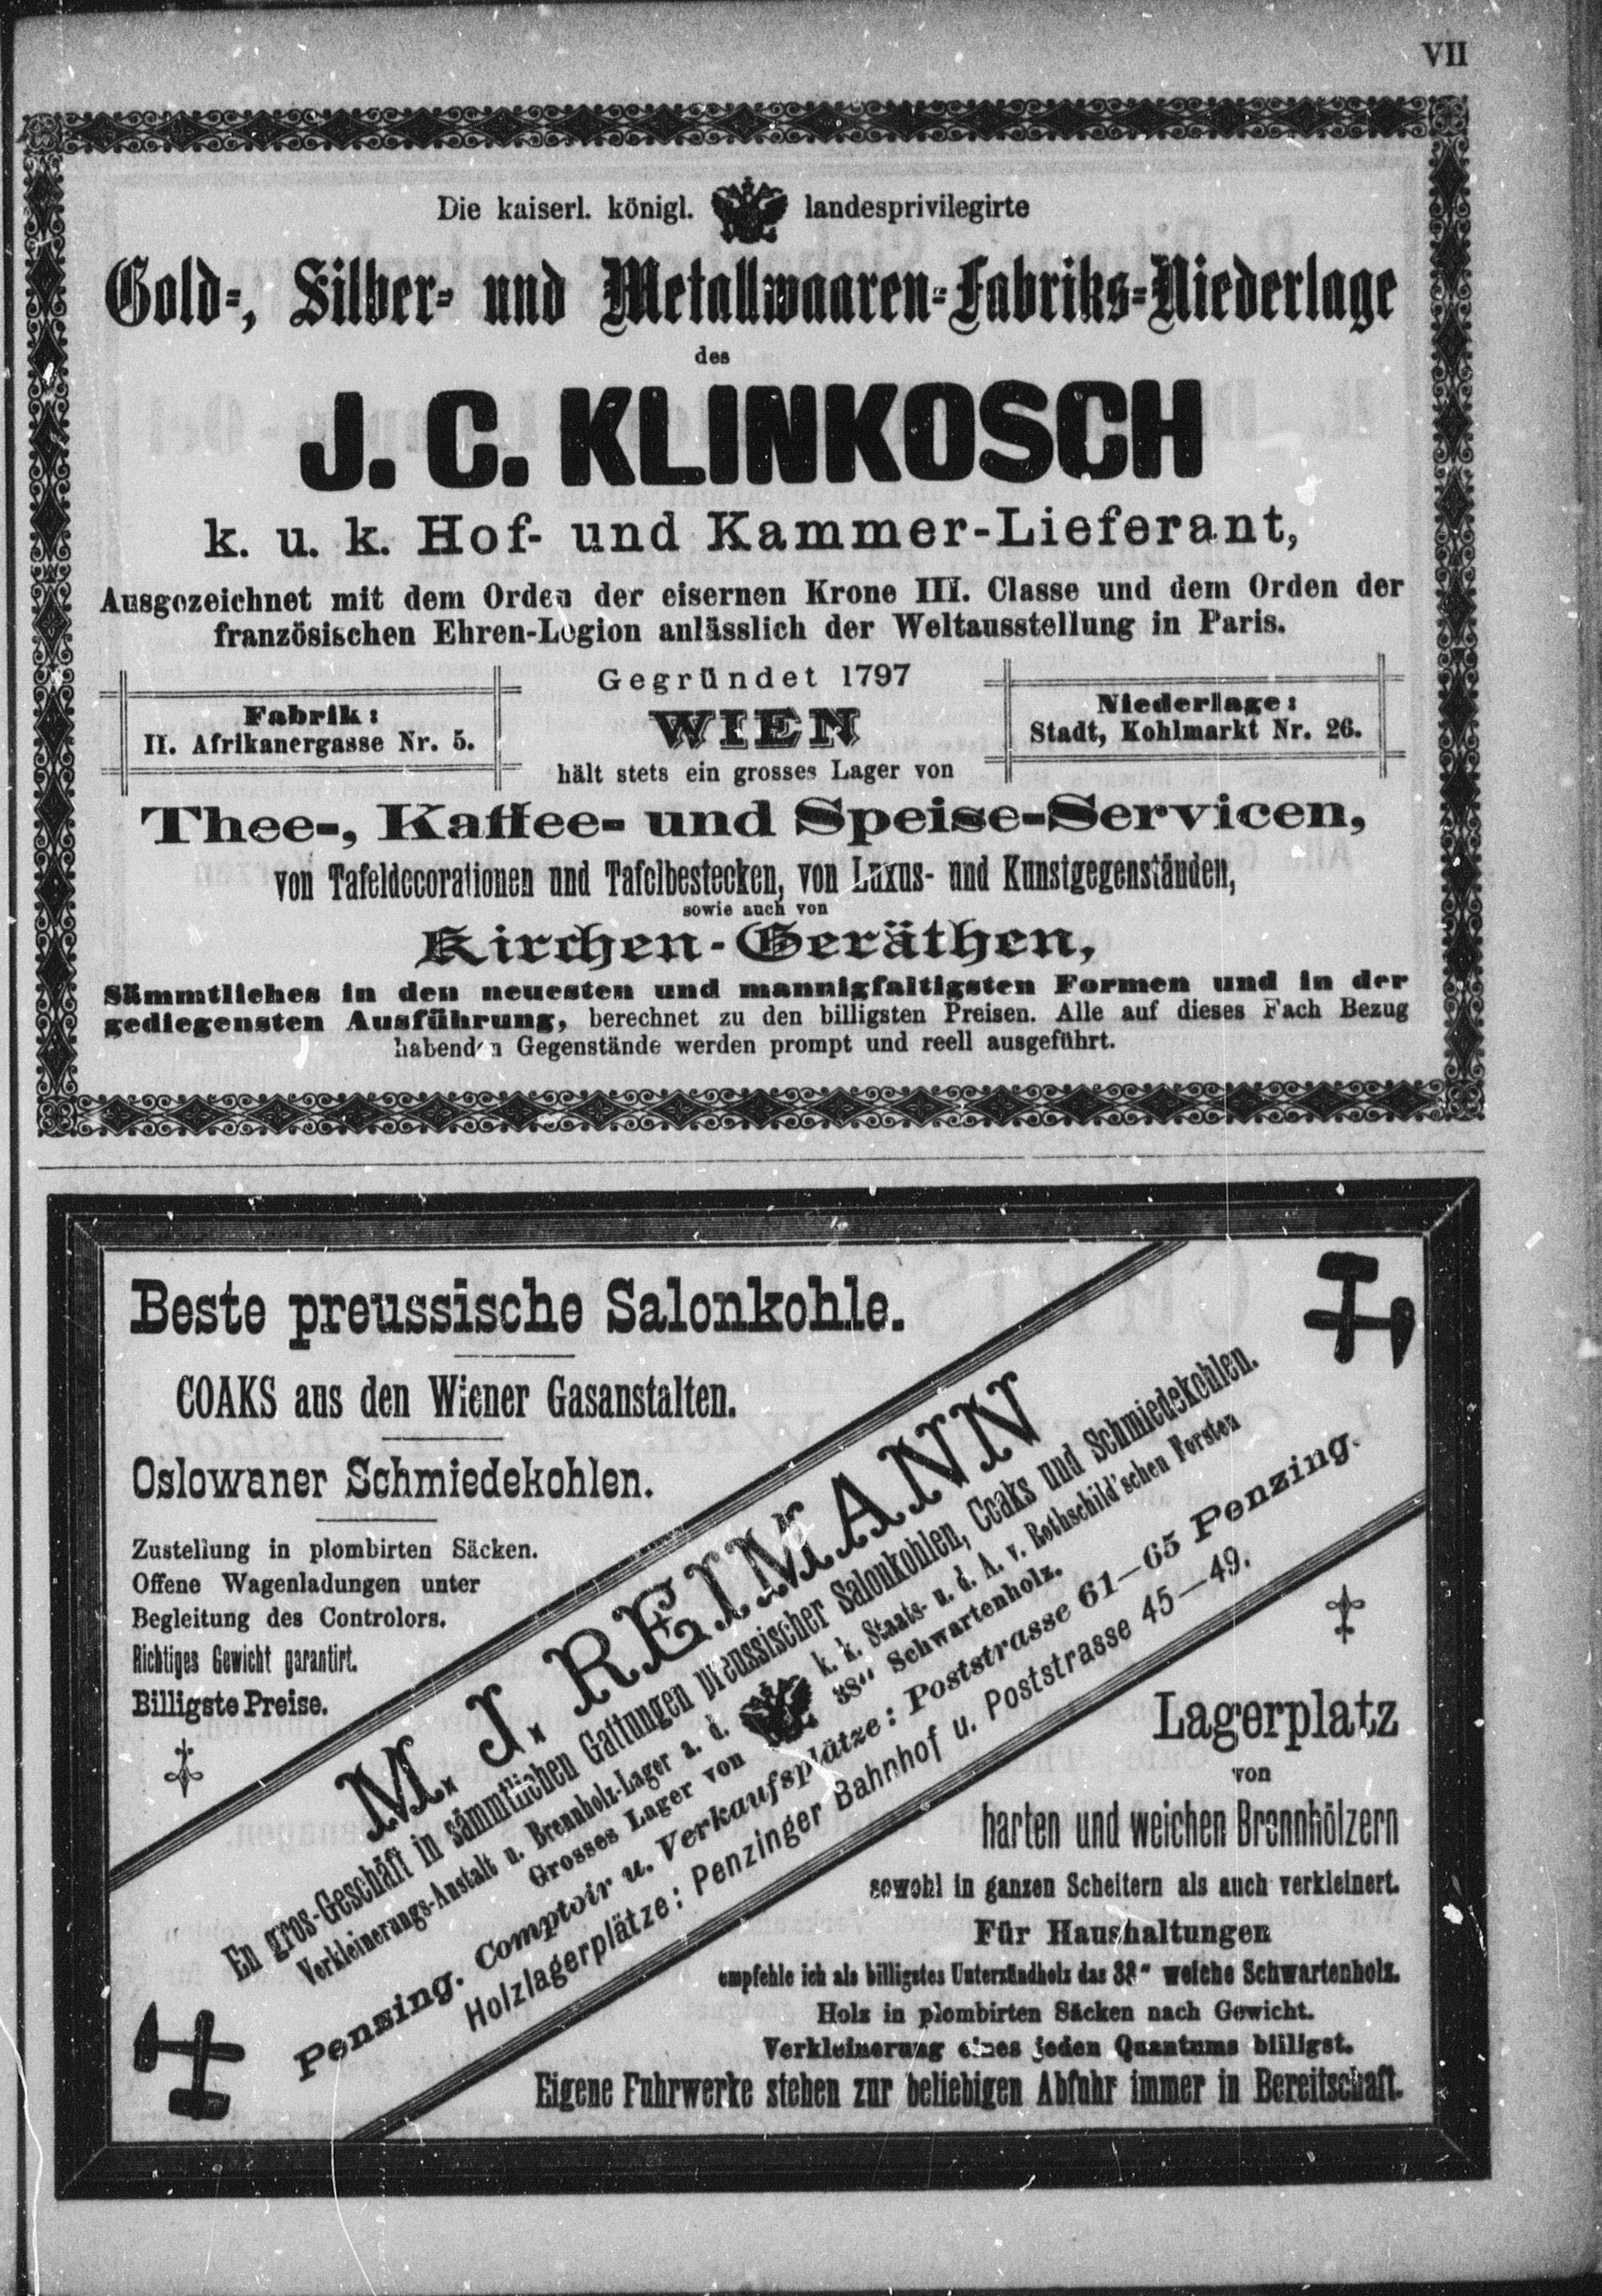 VII
Die kaiserl. königl. landesprivilegirte
Gold-, Silber- und Metallwaaren-Fabriks-Niederlage
des
J. C. KLINKOSCH
k. u. k. Hof- und Kammer-Lieferant,
Ausgezeichnet mit dem Orden der eisernen Krone III. Classe und dem Orden der
französischen Ehren-Legion anlässlich der Weltausstellung in Paris.
Gegründet 1797
Fabrik:
II. Afrikanergasse Nr. 5.
WIEN
Niederlage:
Stadt, Kohlmarkt Nr. 26.
hält stets ein grosses Lager von
Thee-, Kaffee- und Speise-Servicen,
von Tafeldecorationen und Tafelbestecken, von Luxus- und Kunstgegenständen,
sowie auch von
Kirchen-Geräthen,
Sämmtliches in den neuesten und mannigfaltigsten Formen und in der
gediegensten Ausführung, berechnet zu den billigsten Preisen. Alle auf dieses Fach Bezug
habenden Gegenstände werden prompt und reell ausgeführt.
Beste preussische Salonkohle.
COAKS aus den Wiener Gasanstalten.
Oslowaner Schmiedekohlen.
Zustellung in plombirten Säcken.
Offene Wagenladungen unter
Begleitung des Controlors.
Richtiges Gewicht garantirt.
Billigste Preise.
M. J. REIMANN
En gros-Geschäft in sämmtlichen Gattungen preussischer Salonkohlen, Coaks und Schmiedekohlen.
Verkleinerungs-Anstalt u. Brennholz-Lager a. d. k. k. Staats- u. d. A. v. Rothschild'schen Forsten
Grosses Lager von 38" Schwartenholz.
Penzing. Comptoir u. Verkaufsplätze: Poststrasse 61—65 Penzing.
Holzlagerplätze: Penzinger Bahnhof u. Poststrasse 45—49.
Lagerplatz
von
harten und weichen Brennhölzern
sowohl in ganzen Scheitern als auch verkleinert.
Für Haushaltungen
empfehle ich als billigstes Unterzündholz das 38" weiche Schwartenholz.
Holz in plombirten Säcken nach Gewicht.
Verkleinerung eines jeden Quantums billigst.
Eigene Fuhrwerke stehen zur beliebigen Abfuhr immer in Bereitschaft.